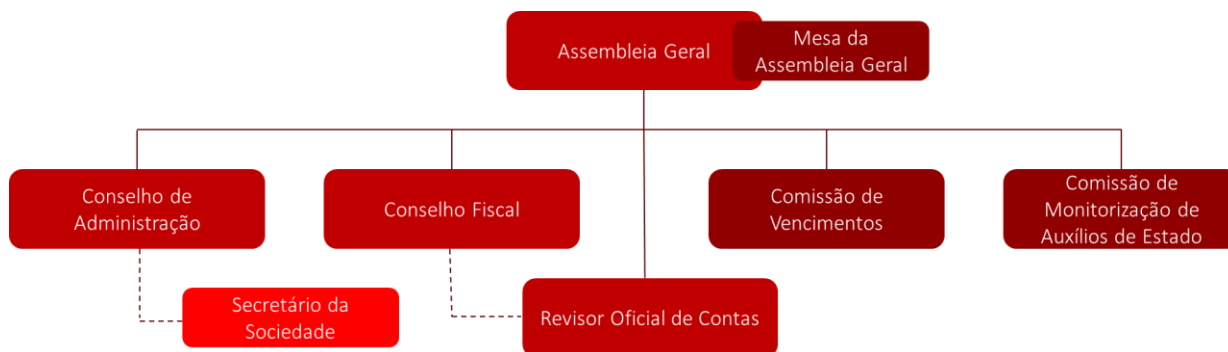 Assembleia Geral
Mesa da
Assembleia Geral
Conselho de
Administração
Conselho Fiscal
Comissão de
Vencimentos
Comissão de
Monitorização de
Auxílios de Estado
Secretário da
Sociedade
Revisor Oficial de Contas